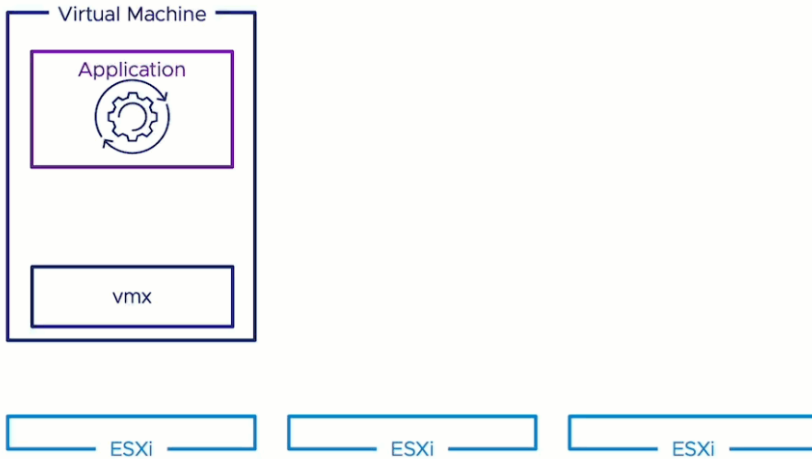 Virtual Machine
Application
vmx
ESXi
ESXi
ESXi